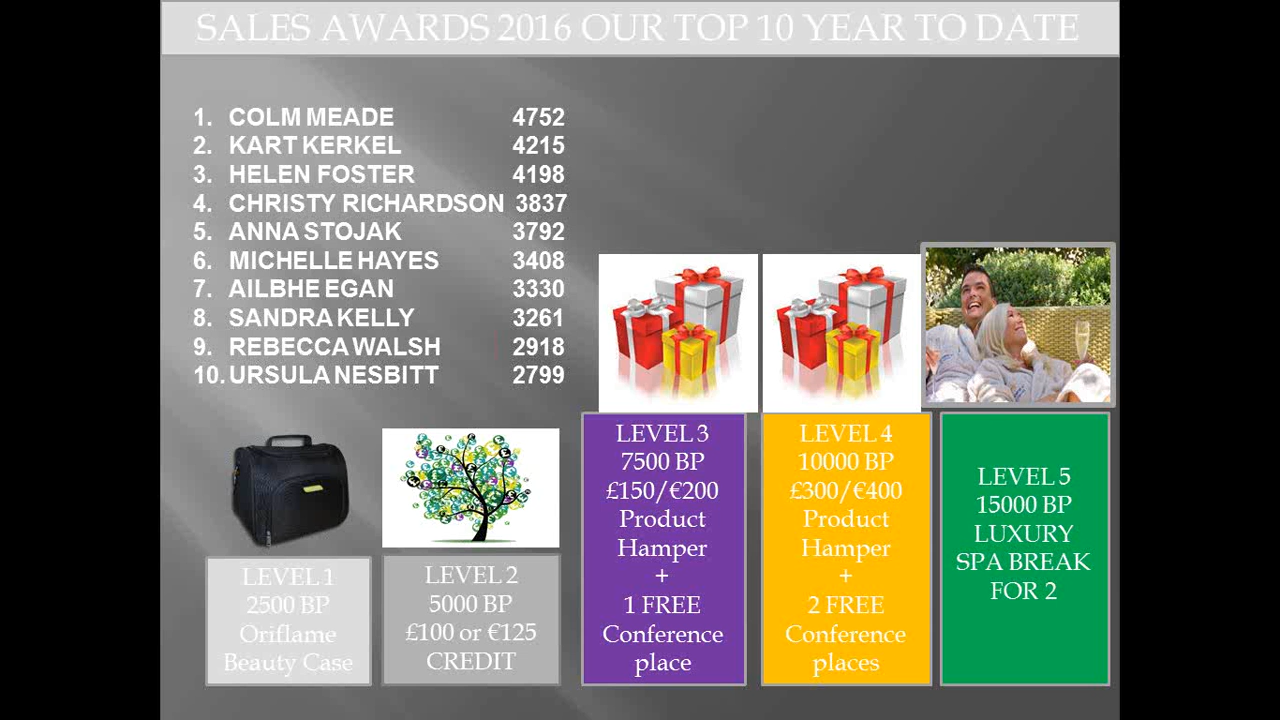 SALES AWARDS 2016 OUR TOP 10 YEAR TO DATE
1. COLM MEADE 4752
2. KART KERKEL 4215
3. HELEN FOSTER 4198
4. CHRISTY RICHARDSON 3837
5. ANNA STOJAK 3792
6. MICHELLE HAYES 3408
7. AILBHE EGAN 3330
8. SANDRA KELLY 3261
9. REBECCA WALSH 2918
10. URSULA NESBITT 2799
LEVEL 1
2500 BP
Oriflame
Beauty Case
LEVEL 2
5000 BP
£100 or €125
CREDIT
LEVEL 3
7500 BP
£150/€200
Product
Hamper
+
1 FREE
Conference
place
LEVEL 4
10000 BP
£300/€400
Product
Hamper
+
2 FREE
Conference
places
LEVEL 5
15000 BP
LUXURY
SPA BREAK
FOR 2